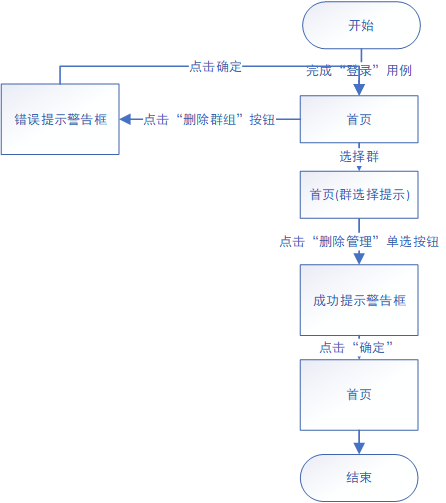 开始
完成“登录”用例
点击确定
错误提示警告框
点击“删除群组”按钮
首页
选择群
首页(群选择提示)
点击“删除管理”单选按钮
成功提示警告框
点击“确定”
首页
结束